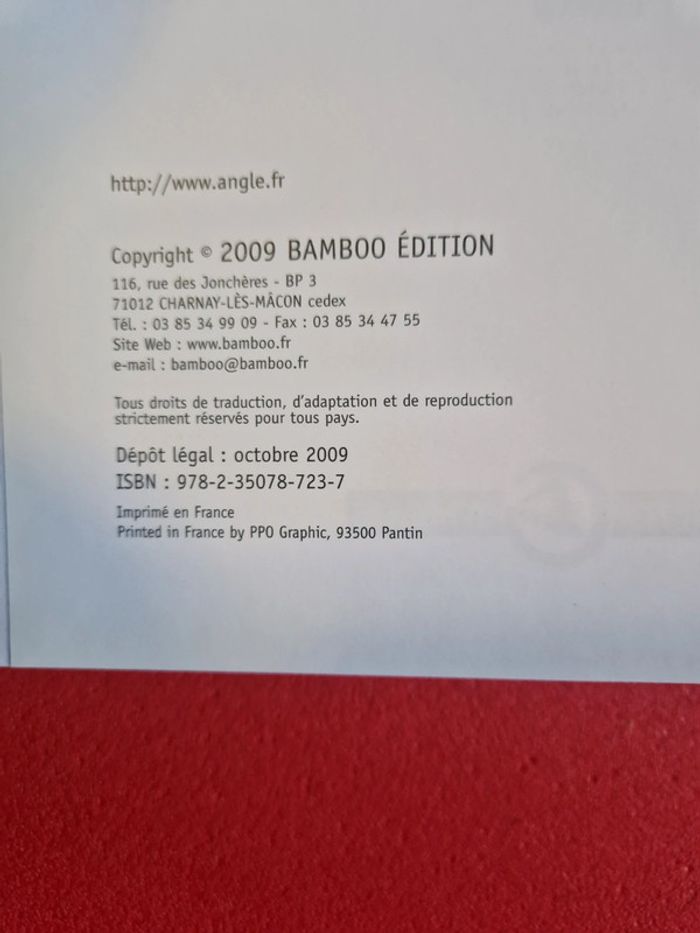 http://www.angle.fr
Copyright © 2009 BAMBOO ÉDITION
116, rue des Jonchères - BP 3
71012 CHARNAY-LÈS-MÂCON cedex
Tél. : 03 85 34 99 09 - Fax : 03 85 34 47 55
Site Web : www.bamboo.fr
e-mail : bamboo@bamboo.fr
Tous droits de traduction, d'adaptation et de reproduction
strictement réservés pour tous pays.
Dépôt légal : octobre 2009
ISBN : 978-2-35078-723-7
Imprimé en France
Printed in France by PPO Graphic, 93500 Pantin